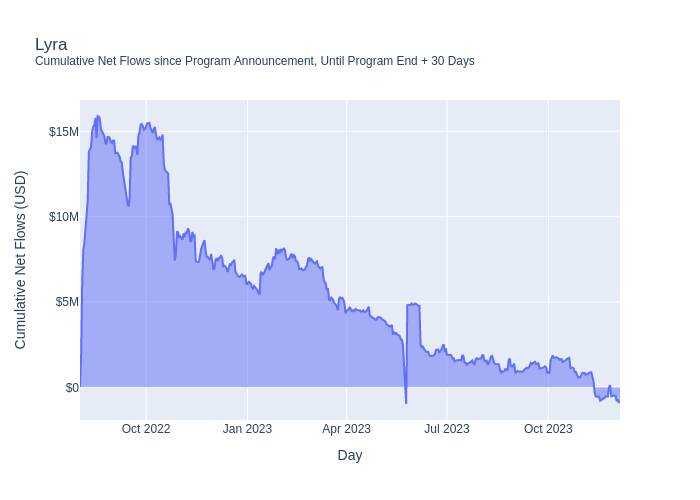 Lyra
Cumulative Net Flows since Program Announcement, Until Program End + 30 Days
Cumulative Net Flows (USD)
$15M
$10M
$5M
$0
Oct 2022
Jan 2023
Apr 2023
Jul 2023
Oct 2023
Day